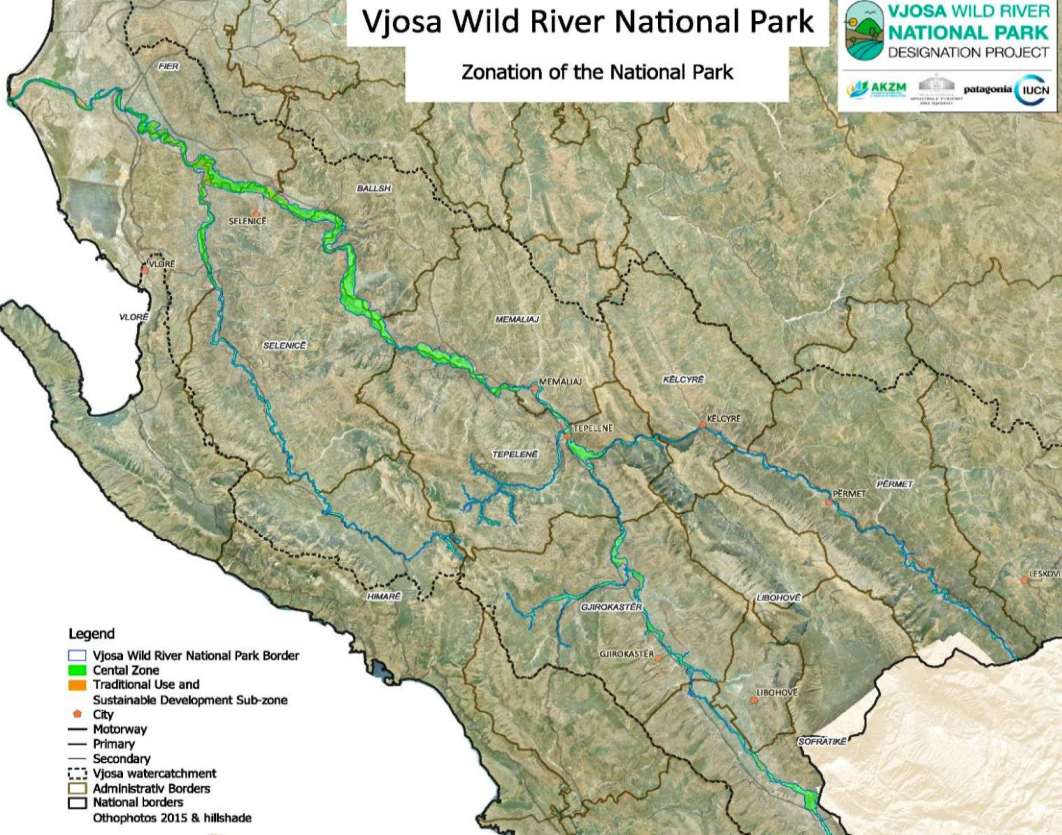 Vjosa Wild River National Park
Zonation of the National Park
VJOSA WILD RIVER
NATIONAL PARK
DESIGNATION PROJECT
AKZM
patagonia
IUCN
FIER
BALLSH
SELENICË
VLORË
VLORË
SELENICË
MEMALIAJ
MEMALIAJ
KËLCYRË
KËLCYRË
TEPELENË
TEPELENË
PËRMET
PËRMET
LESKOVI
HIMARË
GJIROKASTËR
LIBOHOVË
GJIROKASTËR
LIBOHOVË
SOFRATIKË
Legend
Vjosa Wild River National Park Border
Cental Zone
Traditional Use and
Sustainable Development Sub-zone
City
Motorway
Primary
Secondary
Vjosa watercatchment
Administrativ Borders
National borders
Othophotos 2015 & hillshade